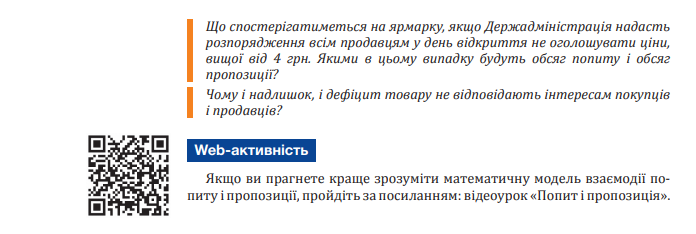 Що спостерігатиметься на ярмарку, якщо Держадміністрація надасть
розпорядження всім продавцям у день відкриття не оголошувати ціни,
вищої від 4 грн. Якими в цьому випадку будуть обсяг попиту і обсяг
пропозиції?
Чому і надлишок, і дефіцит товару не відповідають інтересам покупців
і продавців?
Web-активність
Якщо ви прагнете краще зрозуміти математичну модель взаємодії по-
питу і пропозиції, пройдіть за посиланням: відеоурок «Попит і пропозиція».